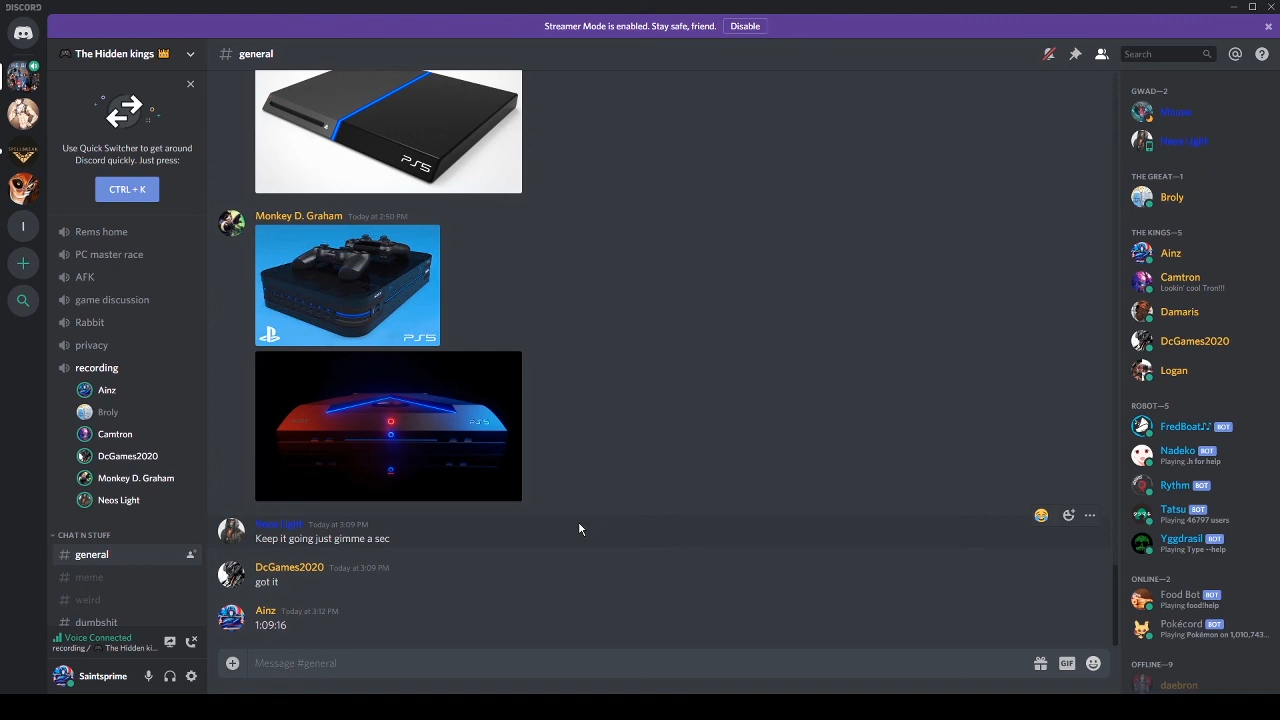 DISCORD
Streamer Mode is enabled. Stay safe, friend. Disable
The Hidden kings
Use Quick Switcher to get around
Discord quickly. Just press:
CTRL + K
Rems home
PC master race
AFK
game discussion
Rabbit
privacy
recording
Ainz
Broly
Camtron
DcGames2020
Monkey D. Graham
Neos Light
CHAT N STUFF
# general
# meme
# weird
# dumbshit
Voice Connected
recording / The Hidden ki...
Saintsprime
# general
Search
PS5
Monkey D. Graham Today at 2:50 PM
PS5
PS5
Neos Light Today at 3:09 PM
Keep it going just gimme a sec
DcGames2020 Today at 3:09 PM
got it
Ainz Today at 3:12 PM
1:09:16
Message #general
GIF
GWAD—2
Neos Light
THE GREAT—1
Broly
THE KINGS—5
Ainz
Camtron
Lookin' cool Tron!!!
Damaris
DcGames2020
Logan
ROBOT—5
FredBoat♪♪ BOT
Nadeko BOT
Playing .h for help
Rythm BOT
Tatsu BOT
Playing 46797 users
Yggdrasil BOT
Playing Type --help
ONLINE—2
Food Bot BOT
Playing food!help
Pokécord BOT
Playing Pokémon on 1,010,743...
OFFLINE—9
daebron